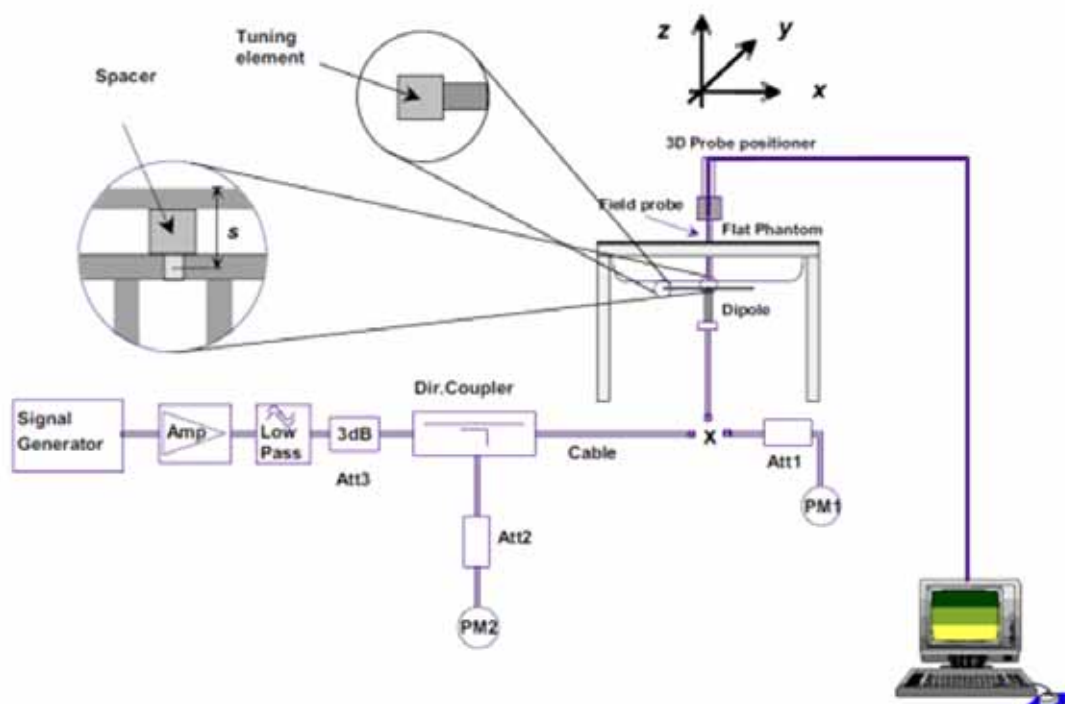 Tuning
element
Spacer
s
z
y
x
3D Probe positioner
Field probe
Flat Phantom
Dipole
Dir.Coupler
Signal
Generator
Amp
Low
Pass
3dB
Att3
Cable
X
Att1
PM1
Att2
PM2